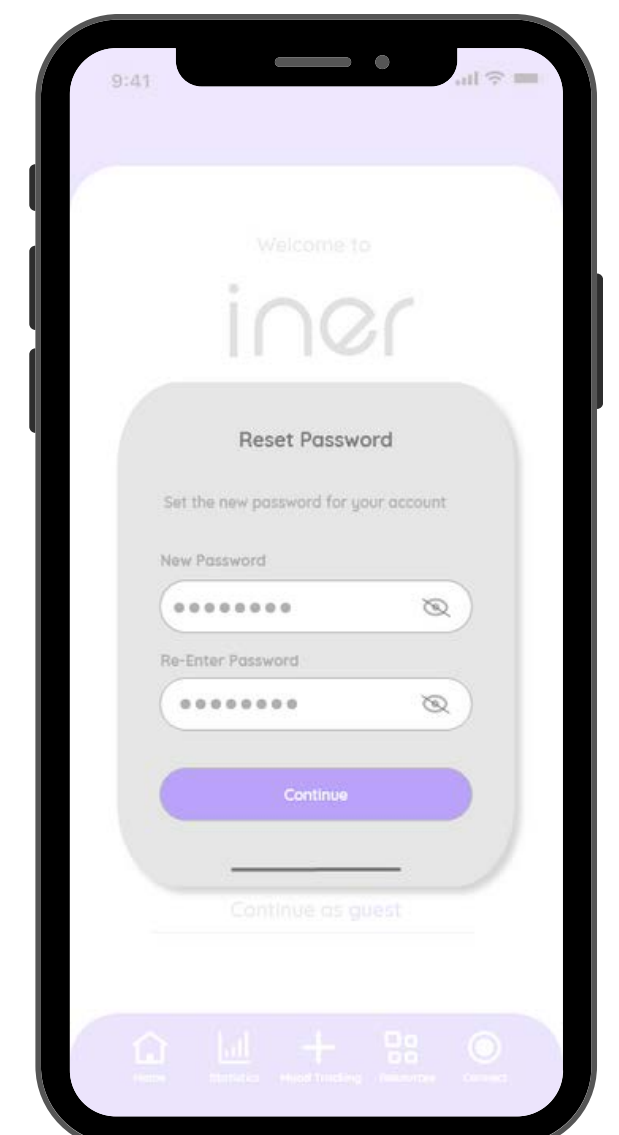 9:41
Welcome to
iner
Reset Password
Set the new password for your account
New Password
Re-Enter Password
Continue
Continue as guest
Home
Statistics
Mood Tracking
Resources
Connect